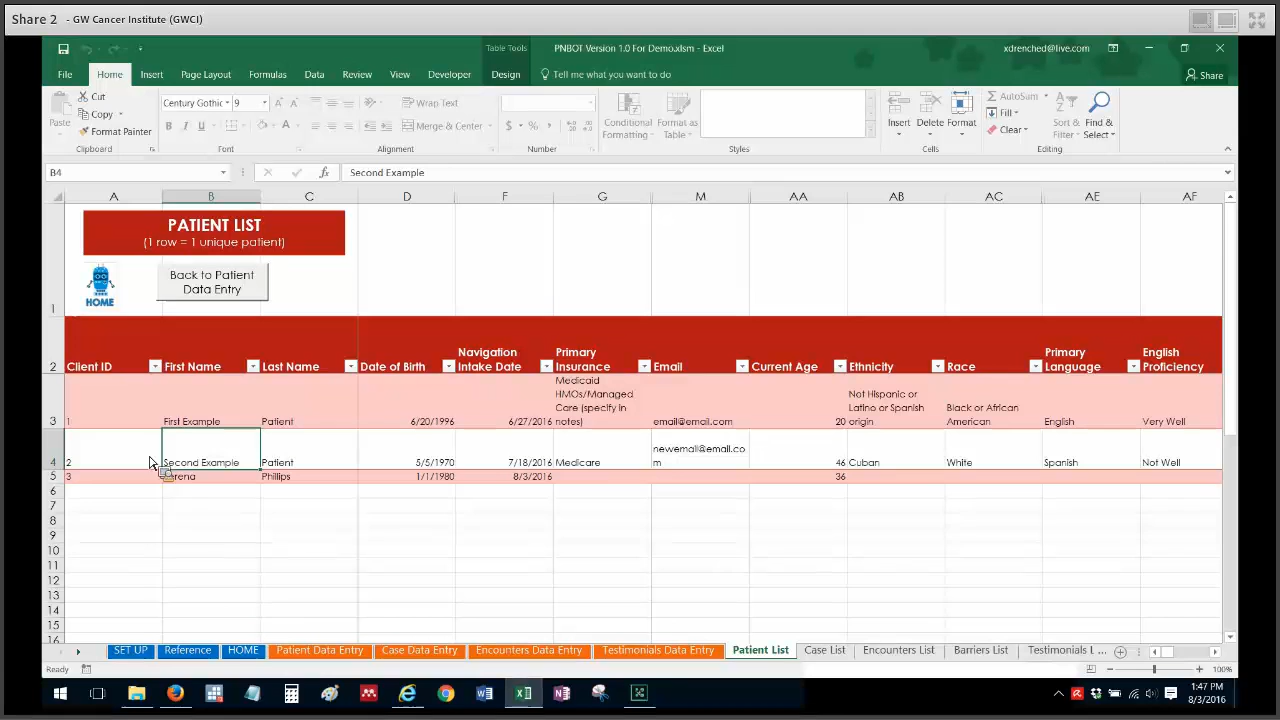 Share 2 - GW Cancer Institute (GWCI)
Table Tools
PNBOT Version 1.0 For Demo.xlsm - Excel
xdrenched@live.com
File Home Insert Page Layout Formulas Data Review View Developer Design Tell me what you want to do Share
Cut
Copy
Format Painter
Paste
Clipboard
Century Gothic 9
B I U
Font
Wrap Text
Merge & Center
Alignment
$ % ,
Number
Conditional Formatting
Format as Table
Styles
Insert Delete Format
Cells
AutoSum
Fill
Clear
Sort & Filter
Find & Select
Editing
B4 fx Second Example
A B C D F G M AA AB AC AE AF
PATIENT LIST
(1 row = 1 unique patient)
Back to Patient
Data Entry
HOME
1
2 Client ID First Name Last Name Date of Birth Navigation Intake Date Primary Insurance Email Current Age Ethnicity Race Primary Language English Proficiency
3 1 First Example Patient 6/20/1996 6/27/2016 Medicaid HMOs/Managed Care (specify in notes) email@email.com 20 Not Hispanic or Latino or Spanish origin Black or African American English Very Well
4 2 Second Example Patient 5/5/1970 7/18/2016 Medicare newemail@email.com 46 Cuban White Spanish Not Well
5 3 rena Phillips 1/1/1980 8/3/2016 36
6
7
8
9
10
11
12
13
14
15
16
SET UP Reference HOME Patient Data Entry Case Data Entry Encounters Data Entry Testimonials Data Entry Patient List Case List Encounters List Barriers List Testimonials L ...
Ready 100%
1:47 PM
8/3/2016